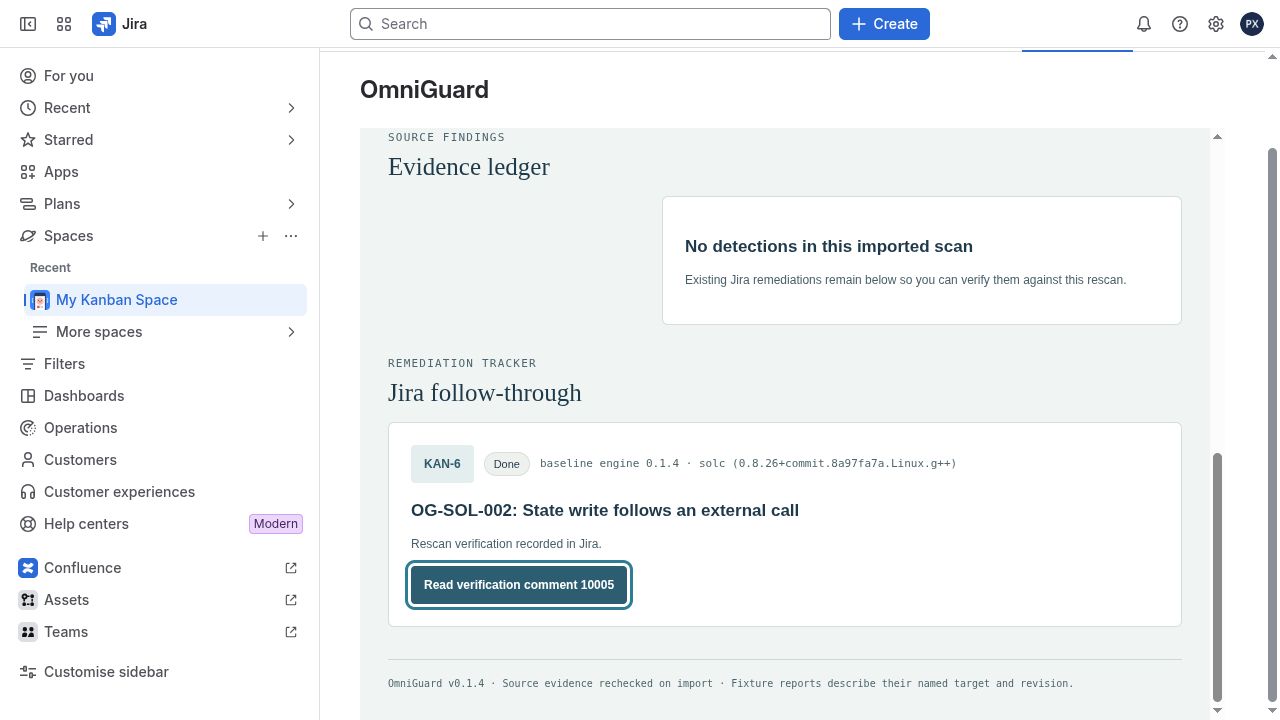 Jira
Search
Create
PX
For you
Recent
Starred
Apps
Plans
Spaces
Recent
My Kanban Space
More spaces
Filters
Dashboards
Operations
Customers
Customer experiences
Help centers
Modern
Confluence
Assets
Teams
Customise sidebar
OmniGuard
SOURCE FINDINGS
Evidence ledger
No detections in this imported scan
Existing Jira remediations remain below so you can verify them against this rescan.
REMEDIATION TRACKER
Jira follow-through
KAN-6 Done baseline engine 0.1.4 · solc (0.8.26+commit.8a97fa7a.Linux.g++)
OG-SOL-002: State write follows an external call
Rescan verification recorded in Jira.
Read verification comment 10005
OmniGuard v0.1.4 · Source evidence rechecked on import · Fixture reports describe their named target and revision.